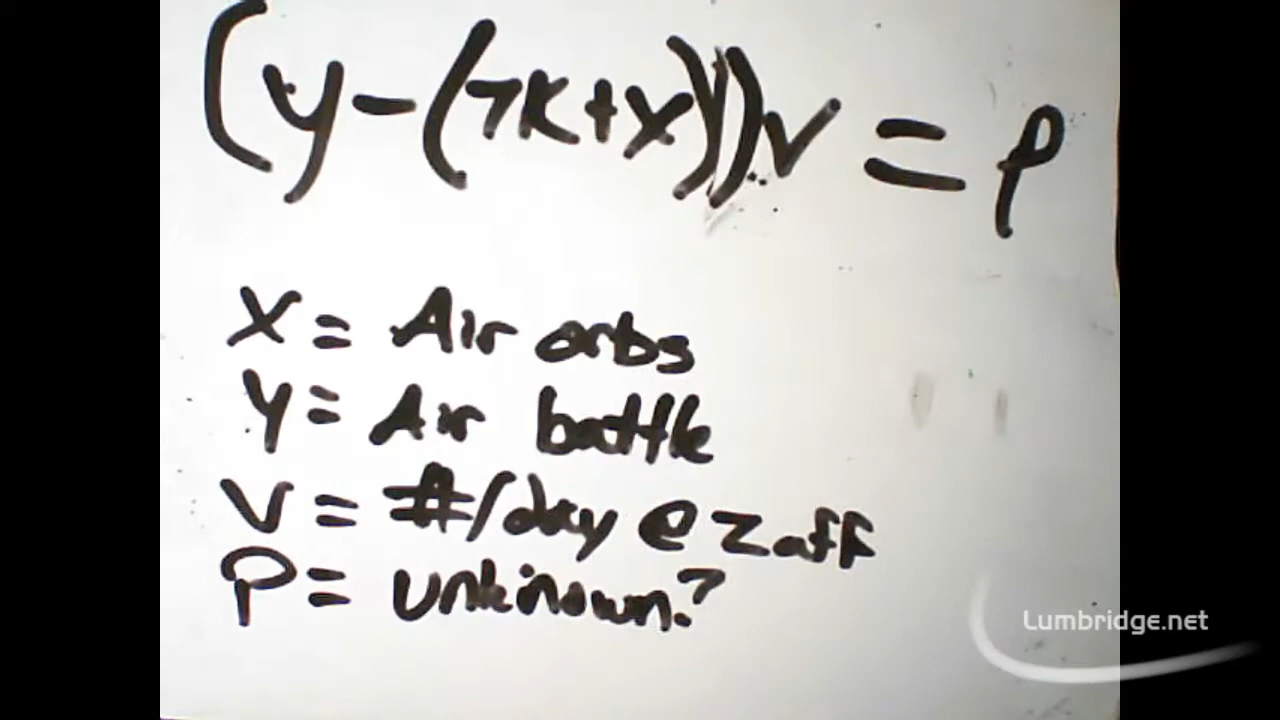 (y-(7K+x))v = P
X= Air orbs
y= Air battle
V= #/day @ Zaff
P= unknown?
Lumbridge.net